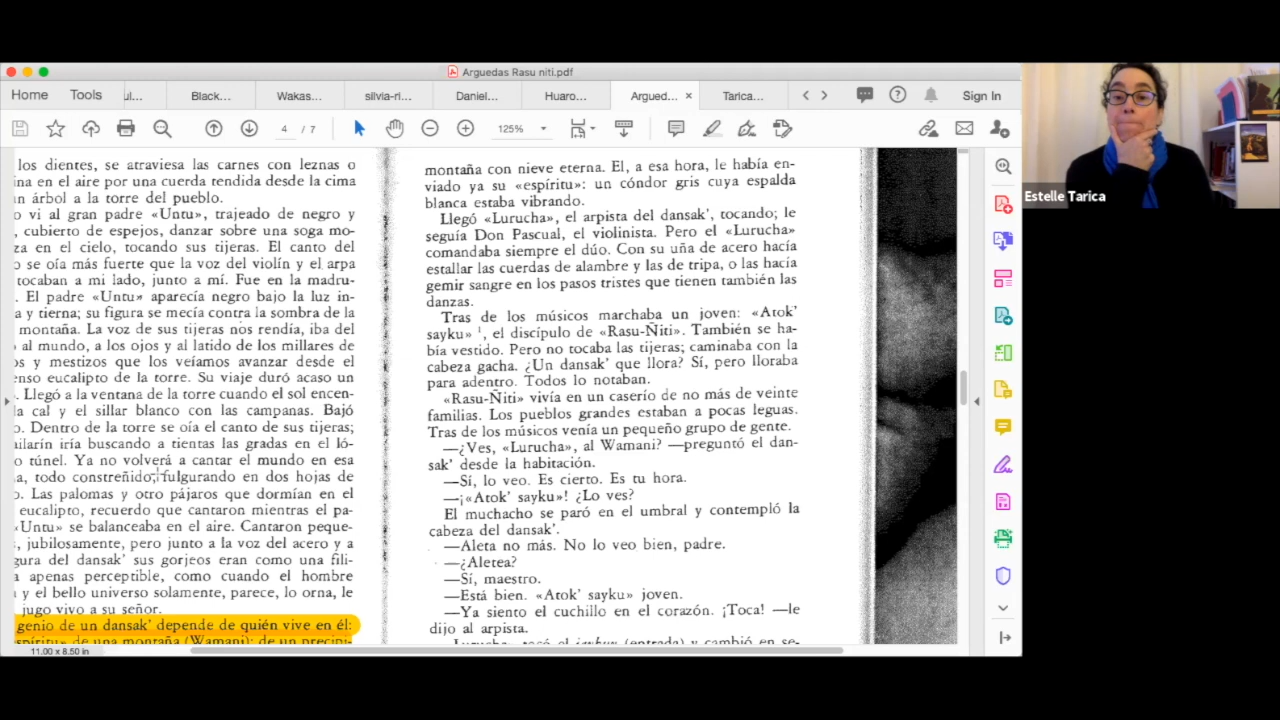 Arguedas Rasu niti.pdf
Home
Tools
ul...
Black...
Wakas...
silvia-ri...
Daniel...
Huaro...
Argued... ×
Tarica...
Sign In
4 / 7
125%
los dientes, se atraviesa las carnes con leznas o
ina en el aire por una cuerda tendida desde la cima
n árbol a la torre del pueblo.
o vi al gran padre «Untu», trajeado de negro y
, cubierto de espejos, danzar sobre una soga mo-
za en el cielo, tocando sus tijeras. El canto del
o se oía más fuerte que la voz del violín y el arpa
tocaban a mi lado, junto a mí. Fue en la madru-
. El padre «Untu» aparecía negro bajo la luz in-
a y tierna; su figura se mecía contra la sombra de la
montaña. La voz de sus tijeras nos rendía, iba del
al mundo, a los ojos y al latido de los millares de
os y mestizos que los veíamos avanzar desde el
enso eucalipto de la torre. Su viaje duró acaso un
. Llegó a la ventana de la torre cuando el sol encen-
la cal y el sillar blanco con las campanas. Bajó
o. Dentro de la torre se oía el canto de sus tijeras;
ailarín iría buscando a tientas las gradas en el ló-
o túnel. Ya no volverá a cantar el mundo en esa
a, todo constreñido, fulgurando en dos hojas de
o. Las palomas y otro pájaros que dormían en el
eucalipto, recuerdo que cantaron mientras el pa-
«Untu» se balanceaba en el aire. Cantaron peque-
, jubilosamente, pero junto a la voz del acero y a
gura del dansak' sus gorjeos eran como una fili-
a apenas perceptible, como cuando el hombre
y el bello universo solamente, parece, lo orna, le
jugo vivo a su señor.
genio de un dansak' depende de quién vive en él:
espíritu» de una montaña (Wamani); de un precipi-
montaña con nieve eterna. El, a esa hora, le había en-
viado ya su «espíritu»: un cóndor gris cuya espalda
blanca estaba vibrando.
Llegó «Lurucha», el arpista del dansak', tocando; le
seguía Don Pascual, el violinista. Pero el «Lurucha»
comandaba siempre el dúo. Con su uña de acero hacía
estallar las cuerdas de alambre y las de tripa, o las hacía
gemir sangre en los pasos tristes que tienen también las
danzas.
Tras de los músicos marchaba un joven: «Atok'
sayku» ¹, el discípulo de «Rasu-Ñiti». También se ha-
bía vestido. Pero no tocaba las tijeras; caminaba con la
cabeza gacha. ¿Un dansak' que llora? Sí, pero lloraba
para adentro. Todos lo notaban.
«Rasu-Ñiti» vivía en un caserío de no más de veinte
familias. Los pueblos grandes estaban a pocas leguas.
Tras de los músicos venía un pequeño grupo de gente.
—¿Ves, «Lurucha», al Wamani? —preguntó el dan-
sak' desde la habitación.
—Sí, lo veo. Es cierto. Es tu hora.
—¡«Atok' sayku»! ¿Lo ves?
El muchacho se paró en el umbral y contempló la
cabeza del dansak'.
—Aleta no más. No lo veo bien, padre.
—¿Aletea?
—Sí, maestro.
—Está bien. «Atok' sayku» joven.
—Ya siento el cuchillo en el corazón. ¡Toca! —le
dijo al arpista.
(entrada) y cambió en se-
11.00 x 8.50 in
Estelle Tarica